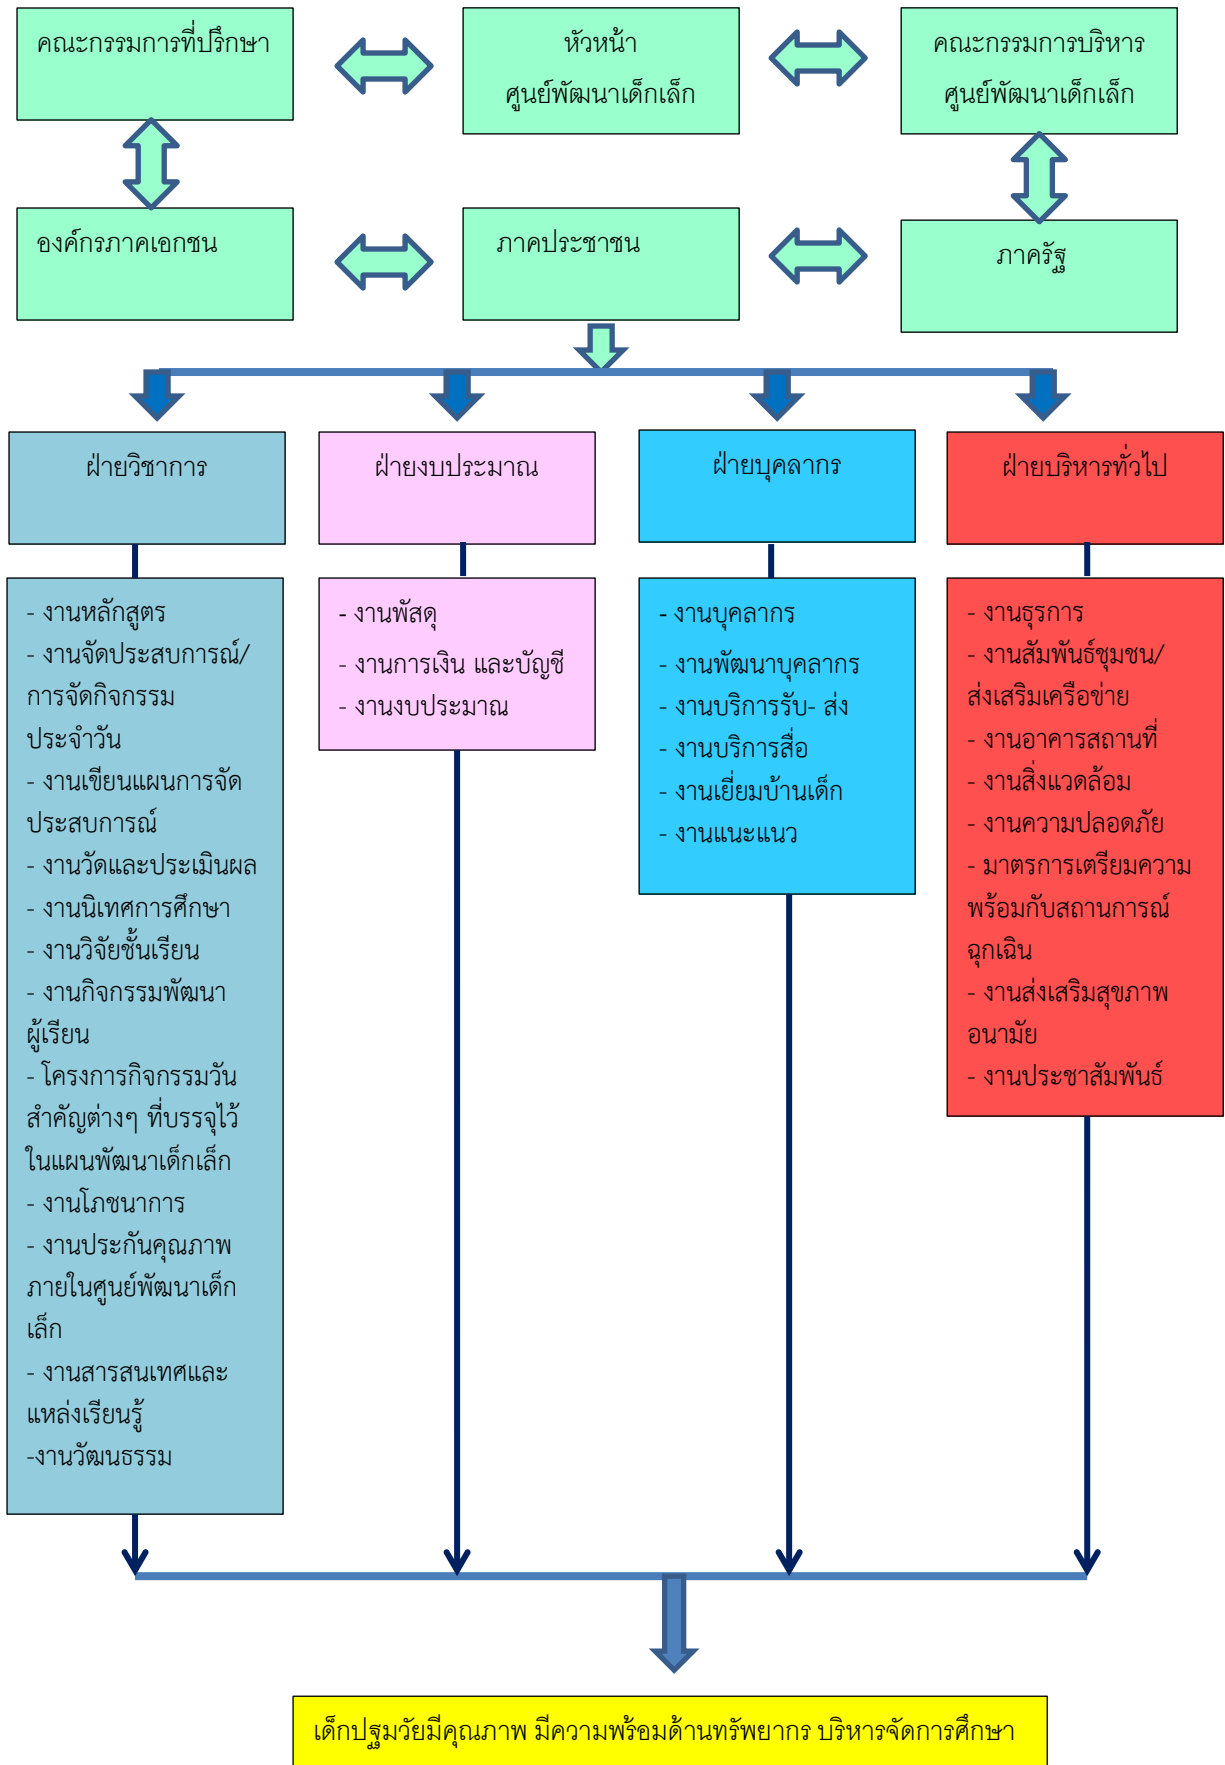 คณะกรรมการที่ปรึกษา
หัวหน้า
ศูนย์พัฒนาเด็กเล็ก
คณะกรรมการบริหาร
ศูนย์พัฒนาเด็กเล็ก
องค์กรภาคเอกชน
ภาคประชาชน
ภาครัฐ
ฝ่ายวิชาการ
ฝ่ายงบประมาณ
ฝ่ายบุคลากร
ฝ่ายบริหารทั่วไป
- งานหลักสูตร
- งานจัดประสบการณ์/
การจัดกิจกรรม
ประจำวัน
- งานเขียนแผนการจัด
ประสบการณ์
- งานวัดและประเมินผล
- งานนิเทศการศึกษา
- งานวิจัยชั้นเรียน
- งานกิจกรรมพัฒนา
ผู้เรียน
- โครงการกิจกรรมวัน
สำคัญต่างๆ ที่บรรจุไว้
ในแผนพัฒนาเด็กเล็ก
- งานโภชนาการ
- งานประกันคุณภาพ
ภายในศูนย์พัฒนาเด็ก
เล็ก
- งานสารสนเทศและ
แหล่งเรียนรู้
-งานวัฒนธรรม
- งานพัสดุ
- งานการเงิน และบัญชี
- งานงบประมาณ
- งานบุคลากร
- งานพัฒนาบุคลากร
- งานบริการรับ- ส่ง
- งานบริการสื่อ
- งานเยี่ยมบ้านเด็ก
- งานแนะแนว
- งานธุรการ
- งานสัมพันธ์ชุมชน/
ส่งเสริมเครือข่าย
- งานอาคารสถานที่
- งานสิ่งแวดล้อม
- งานความปลอดภัย
- มาตรการเตรียมความ
พร้อมกับสถานการณ์
ฉุกเฉิน
- งานส่งเสริมสุขภาพ
อนามัย
- งานประชาสัมพันธ์
เด็กปฐมวัยมีคุณภาพ มีความพร้อมด้านทรัพยากร บริหารจัดการศึกษา